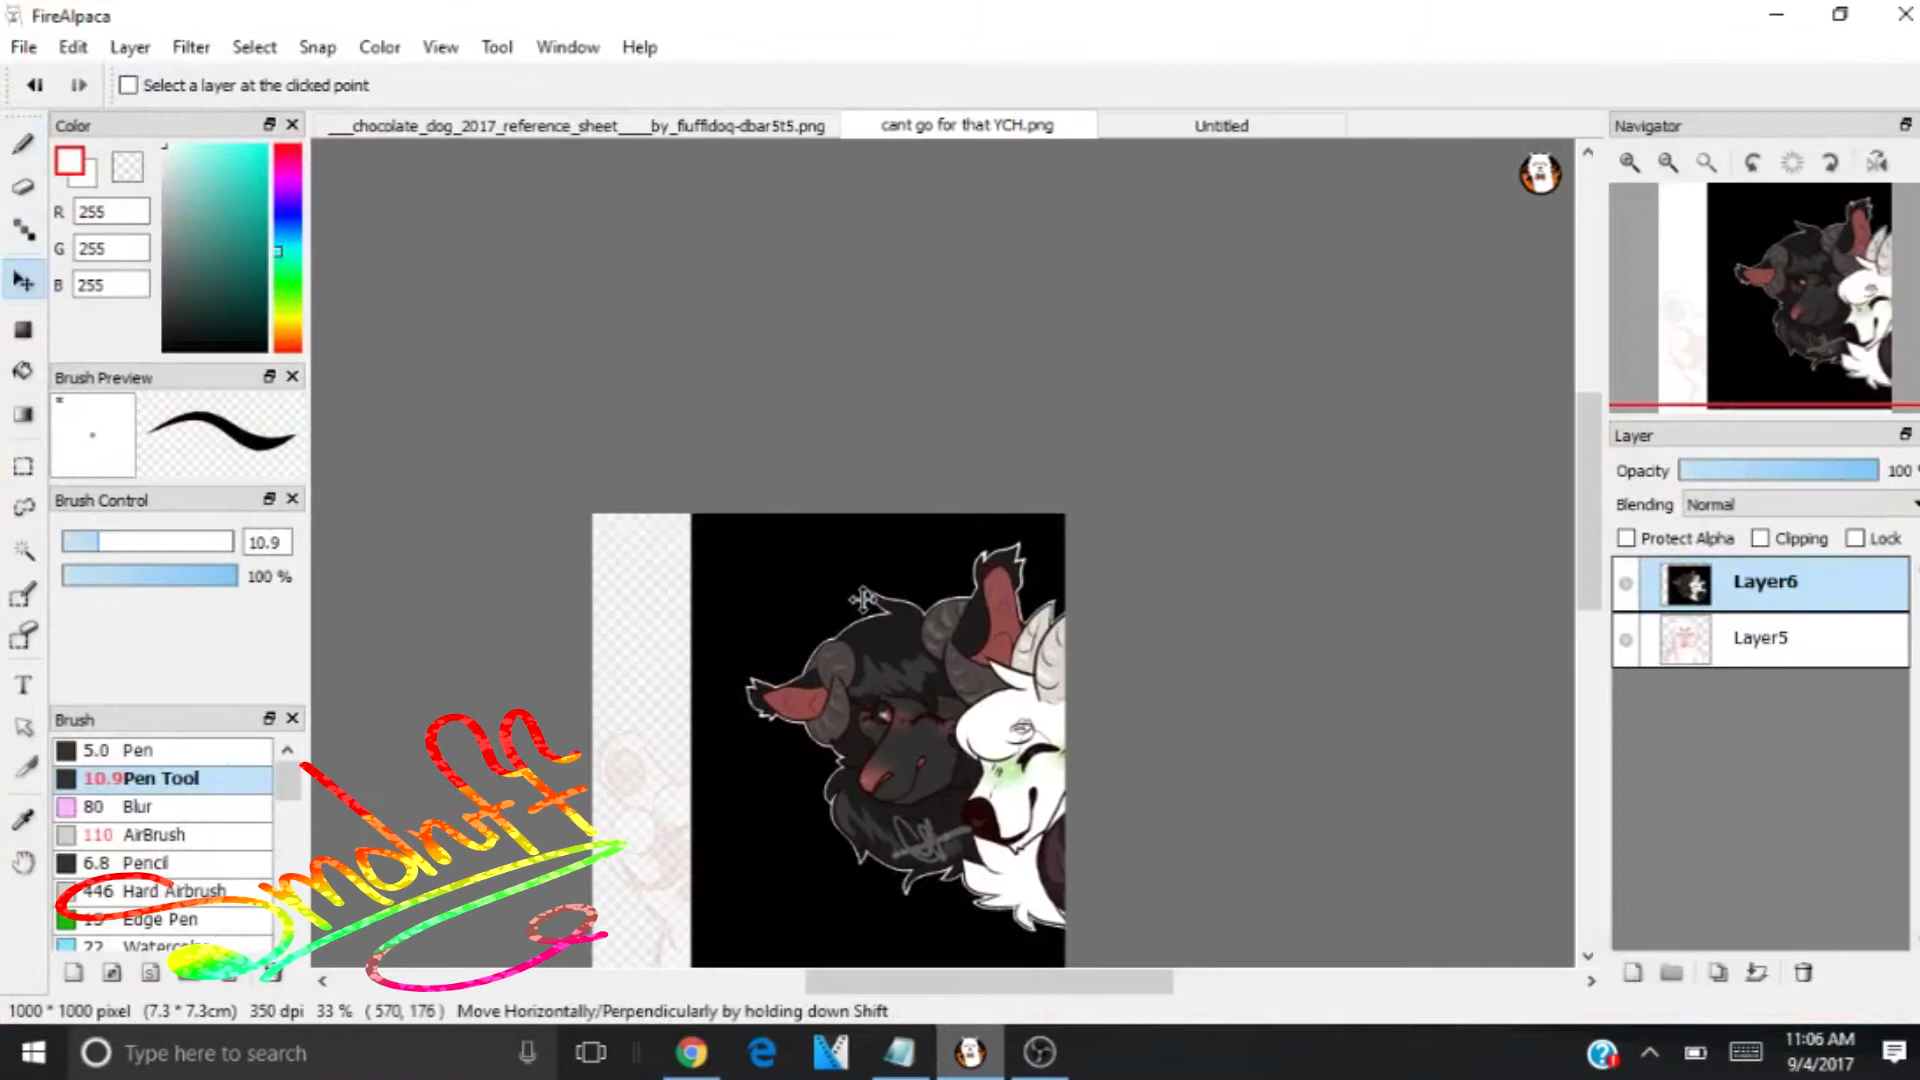 FireAlpaca
File Edit Layer Filter Select Snap Color View Tool Window Help
Select a layer at the clicked point
Color
___chocolate_dog_2017_reference_sheet____by_fluffidog-dbar5t5.png
cant go for that YCH.png
Untitled
Navigator
R 255
G 255
B 255
Brush Preview
Brush Control
10.9
100 %
Layer
Opacity 100 %
Blending Normal
Protect Alpha Clipping Lock
Layer6
Layer5
Brush
5.0 Pen
10.9 Pen Tool
80 Blur
110 AirBrush
6.8 Pencil
446 Hard Airbrush
15 Edge Pen
22 Watercolor
1000 * 1000 pixel (7.3 * 7.3cm) 350 dpi 33 % ( 570, 176 ) Move Horizontally/Perpendicularly by holding down Shift
Type here to search
11:06 AM
9/4/2017